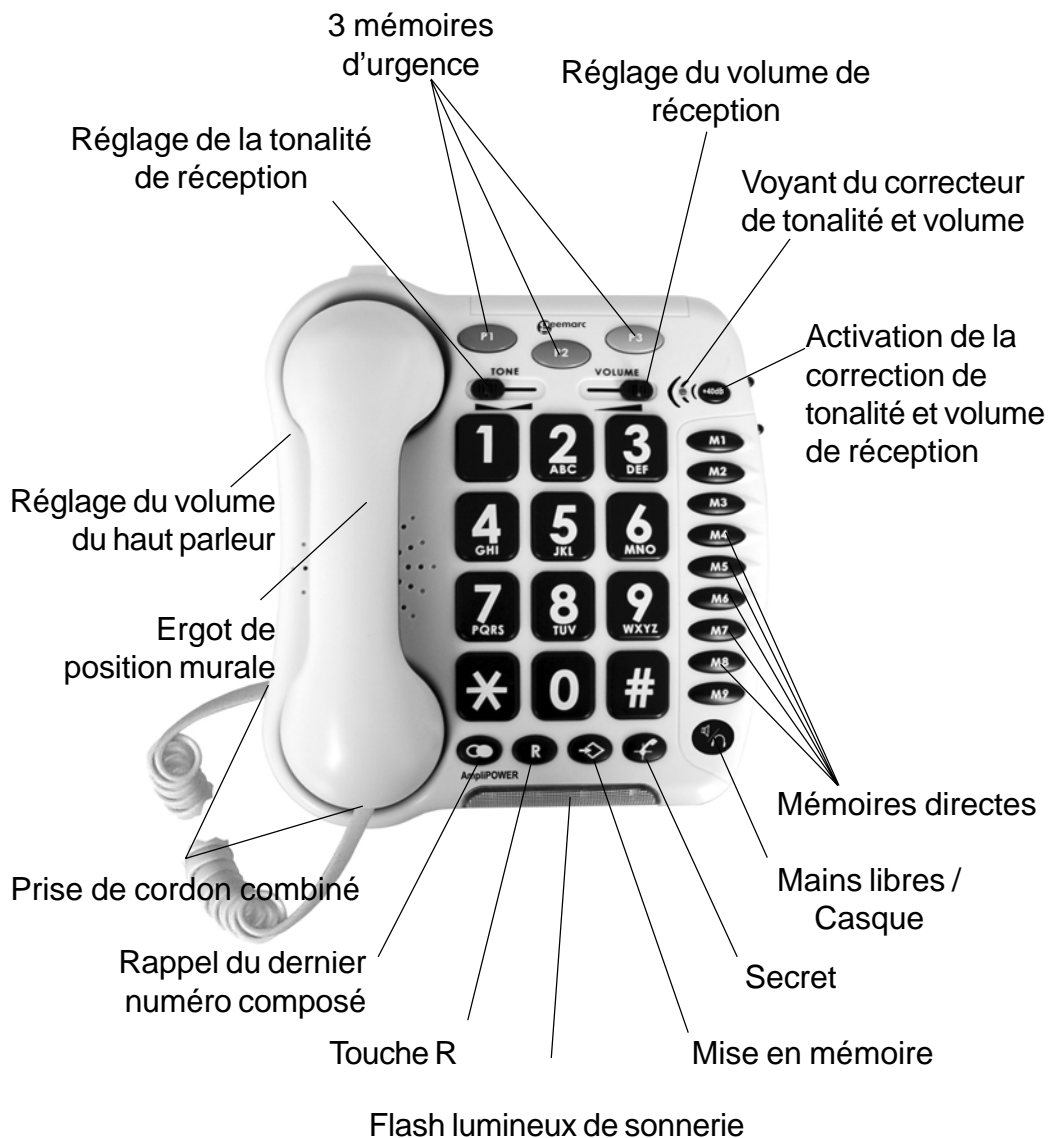 3 mémoires
d'urgence
Réglage du volume de
réception
Réglage de la tonalité
de réception
Voyant du correcteur
de tonalité et volume
Activation de la
correction de
tonalité et volume
de réception
Réglage du volume
du haut parleur
Ergot de
position murale
Prise de cordon combiné
Rappel du dernier
numéro composé
Touche R
Flash lumineux de sonnerie
Mise en mémoire
Secret
Mains libres /
Casque
Mémoires directes
P1
Geemarc
P2
P3
TONE
VOLUME
+40dB
1
2
ABC
3
DEF
4
GHI
5
JKL
6
MNO
7
PQRS
8
TUV
9
WXYZ
*
0
#
R
AmpliPOWER
M1
M2
M3
M4
M5
M6
M7
M8
M9